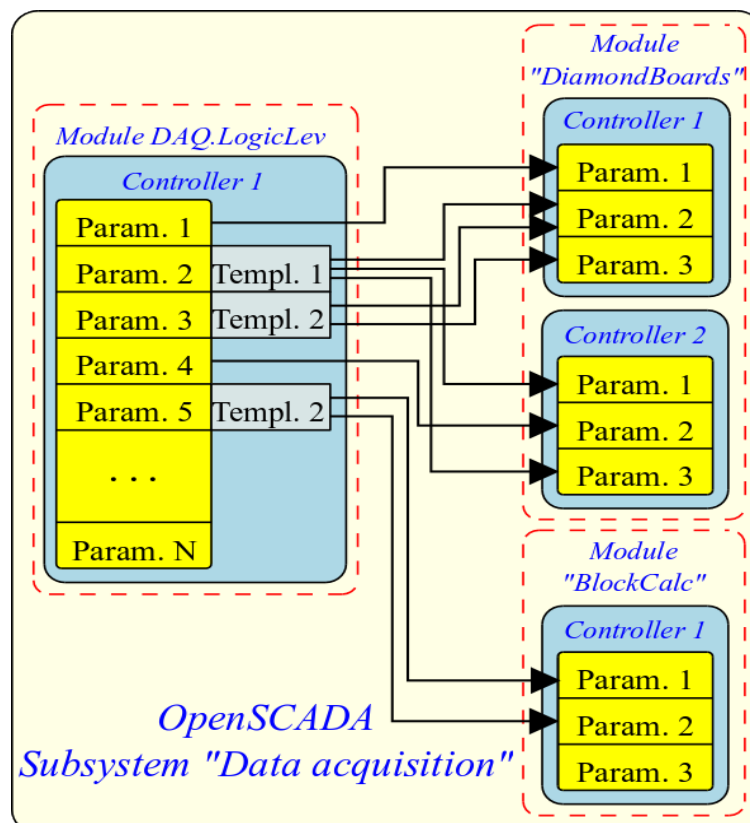 Module DAQ.LogicLev
Controller 1
Param. 1
Param. 2 Templ. 1
Param. 3 Templ. 2
Param. 4
Param. 5 Templ. 2
. . .
Param. N
Module
"DiamondBoards"
Controller 1
Param. 1
Param. 2
Param. 3
Controller 2
Param. 1
Param. 2
Param. 3
Module
"BlockCalc"
Controller 1
Param. 1
Param. 2
Param. 3
OpenSCADA
Subsystem "Data acquisition"